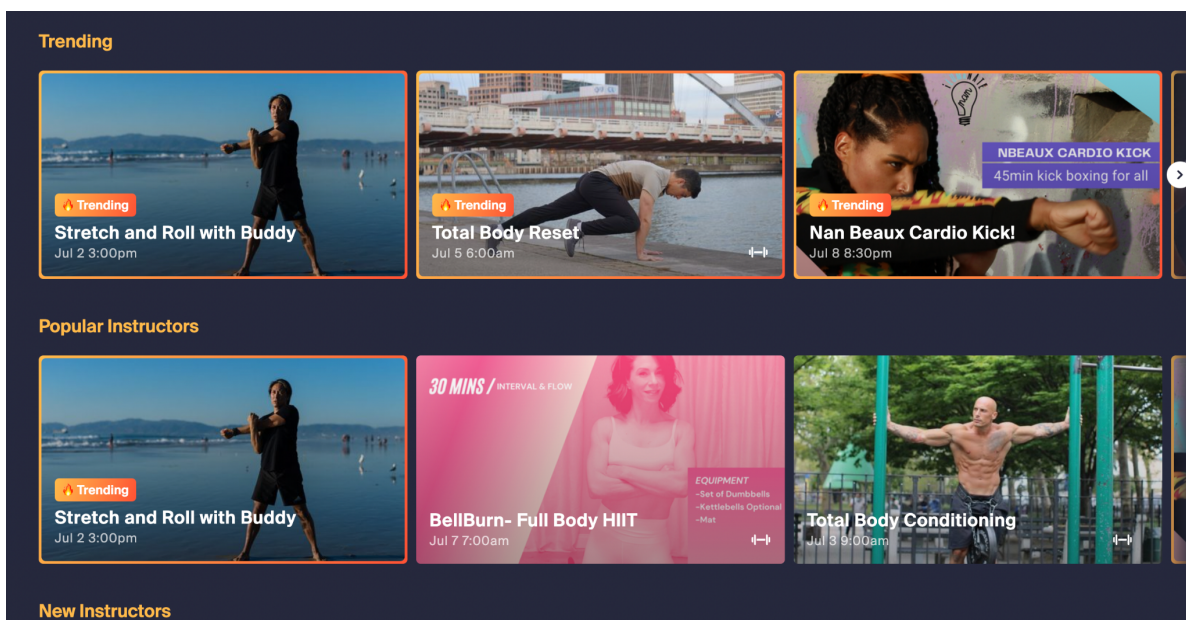 Trending
Trending
Stretch and Roll with Buddy
Jul 2 3:00pm
Trending
Total Body Reset
Jul 5 6:00am
nan
NBEAUX CARDIO KICK
45min kick boxing for all
Trending
Nan Beaux Cardio Kick!
Jul 8 8:30pm
Popular Instructors
Trending
Stretch and Roll with Buddy
Jul 2 3:00pm
30 MINS / INTERVAL & FLOW
EQUIPMENT
-Set of Dumbbells
-Kettlebells Optional
-Mat
BellBurn- Full Body HIIT
Jul 7 7:00am
Total Body Conditioning
Jul 3 9:00am
New Instructors